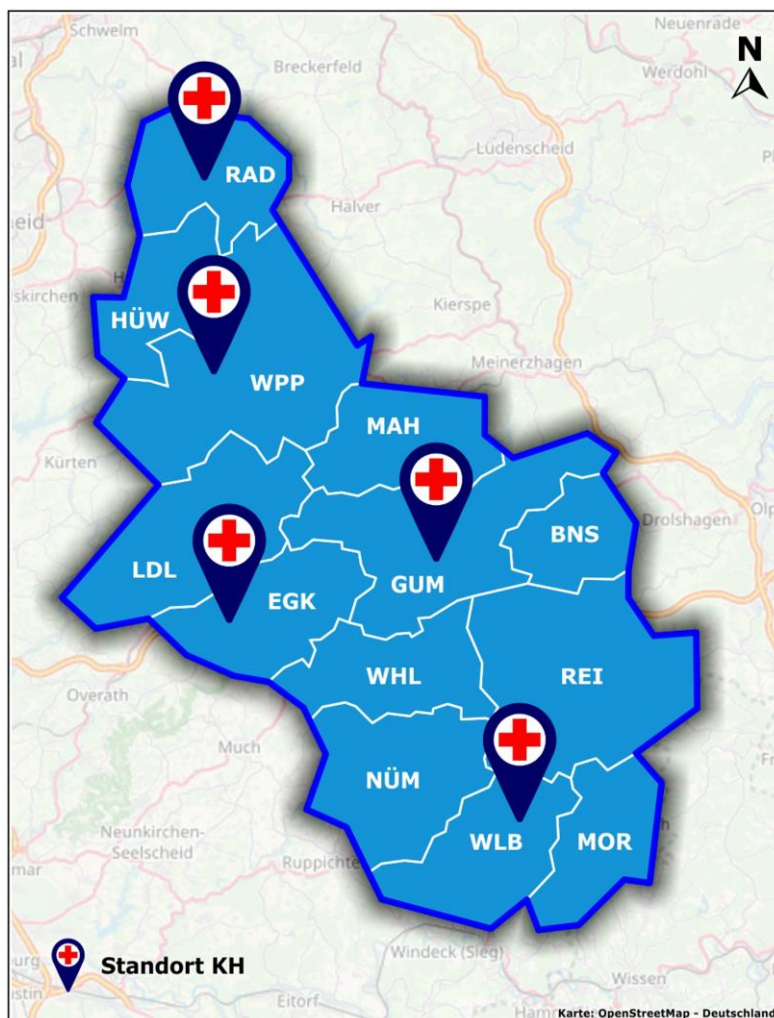 Schwelm
Neuenrade
Breckerfeld
N
Werdohl
Lüdenscheid
RAD
Halver
HÜW
Kierspe
Meinerzhagen
WPP
MAH
Kürten
Drolshagen
BNS
LDL
EGK
GUM
WHL
REI
Overath
Much
NÜM
Neunkirchen-
Seelscheid
Ruppichte
WLB
MOR
Windeck (Sieg)
Standort KH
Wissen
Eitorf
Karte: OpenStreetMap - Deutschland